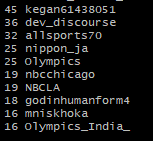 45 kegan61438051
36 dev_discourse
32 allsports70
25 nippon_ja
25 Olympics
19 nbcchicago
19 NBCLA
18 godinhumanform4
16 mniskhoka
16 Olympics_India_